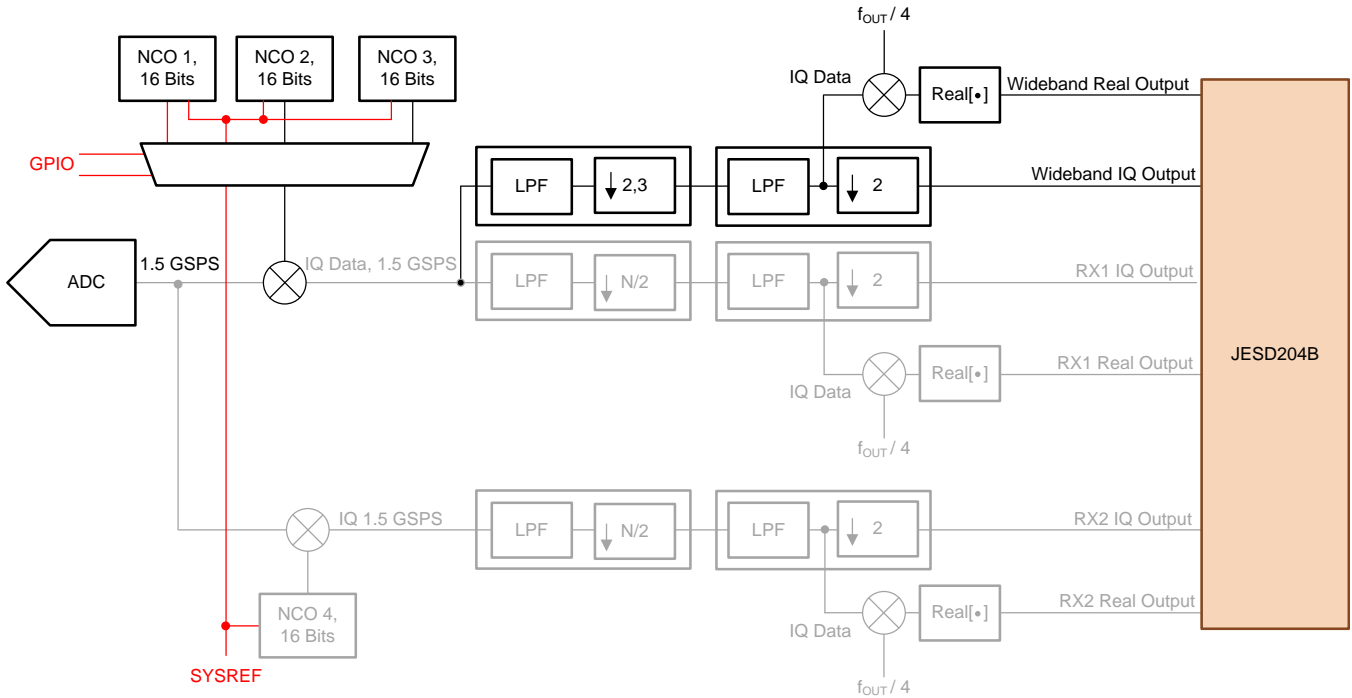 f_OUT / 4
NCO 1,
16 Bits
NCO 2,
16 Bits
NCO 3,
16 Bits
IQ Data
Real[•]
Wideband Real Output
GPIO
LPF
2,3
LPF
2
Wideband IQ Output
ADC
1.5 GSPS
IQ Data, 1.5 GSPS
LPF
N/2
LPF
2
RX1 IQ Output
JESD204B
IQ Data
Real[•]
RX1 Real Output
f_OUT / 4
IQ 1.5 GSPS
LPF
N/2
LPF
2
RX2 IQ Output
NCO 4,
16 Bits
IQ Data
Real[•]
RX2 Real Output
SYSREF
f_OUT / 4